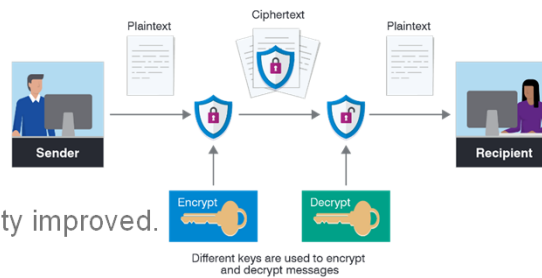 Ciphertext
Plaintext
Plaintext
Sender
Recipient
Encrypt
Decrypt
ty improved.
Different keys are used to encrypt
and decrypt messages